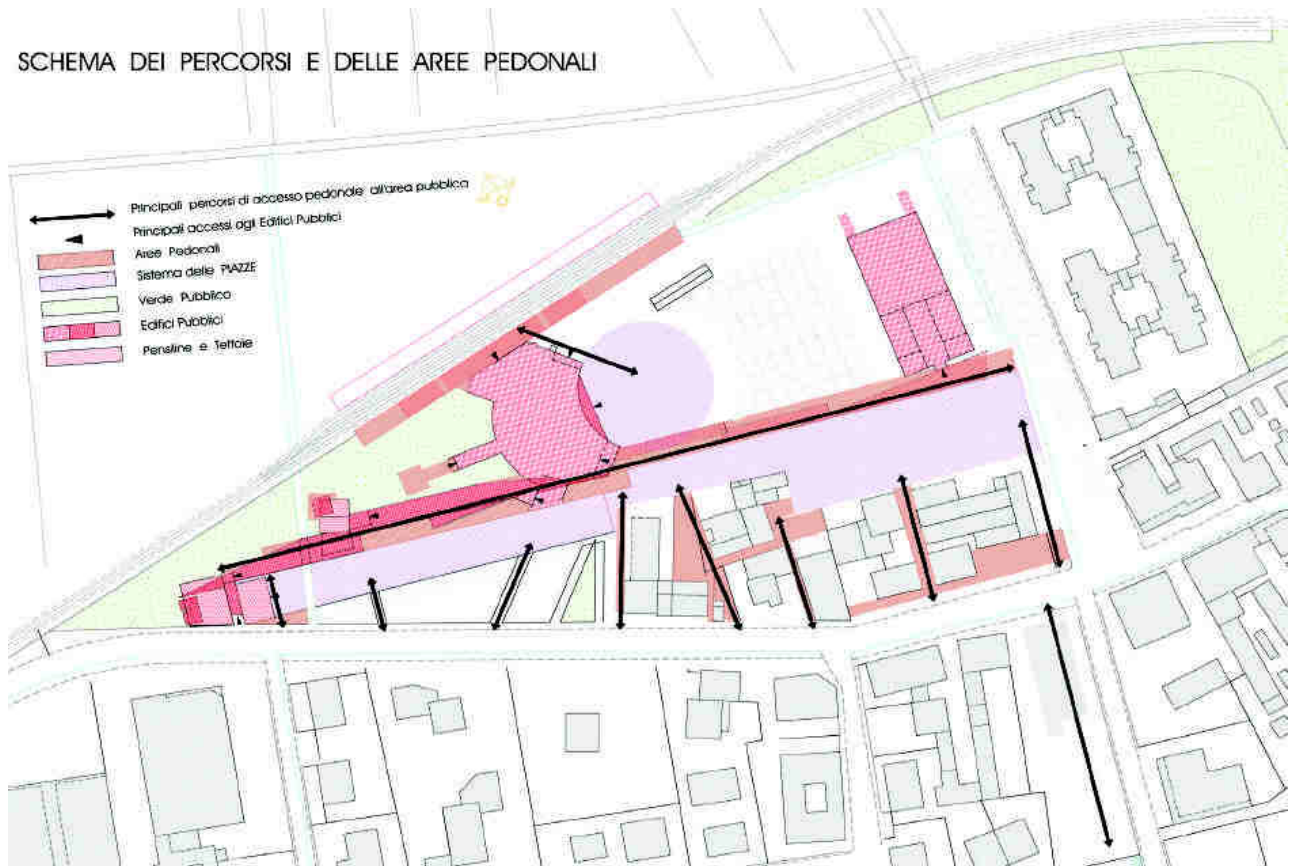 SCHEMA DEI PERCORSI E DELLE AREE PEDONALI
Principali percorsi di accesso pedonale all'area pubblica
Principali accessi agli Edifici Pubblici
Aree Pedonali
Sistema delle PIAZZE
Verde Pubblico
Edifici Pubblici
Pensiline e Tettoie